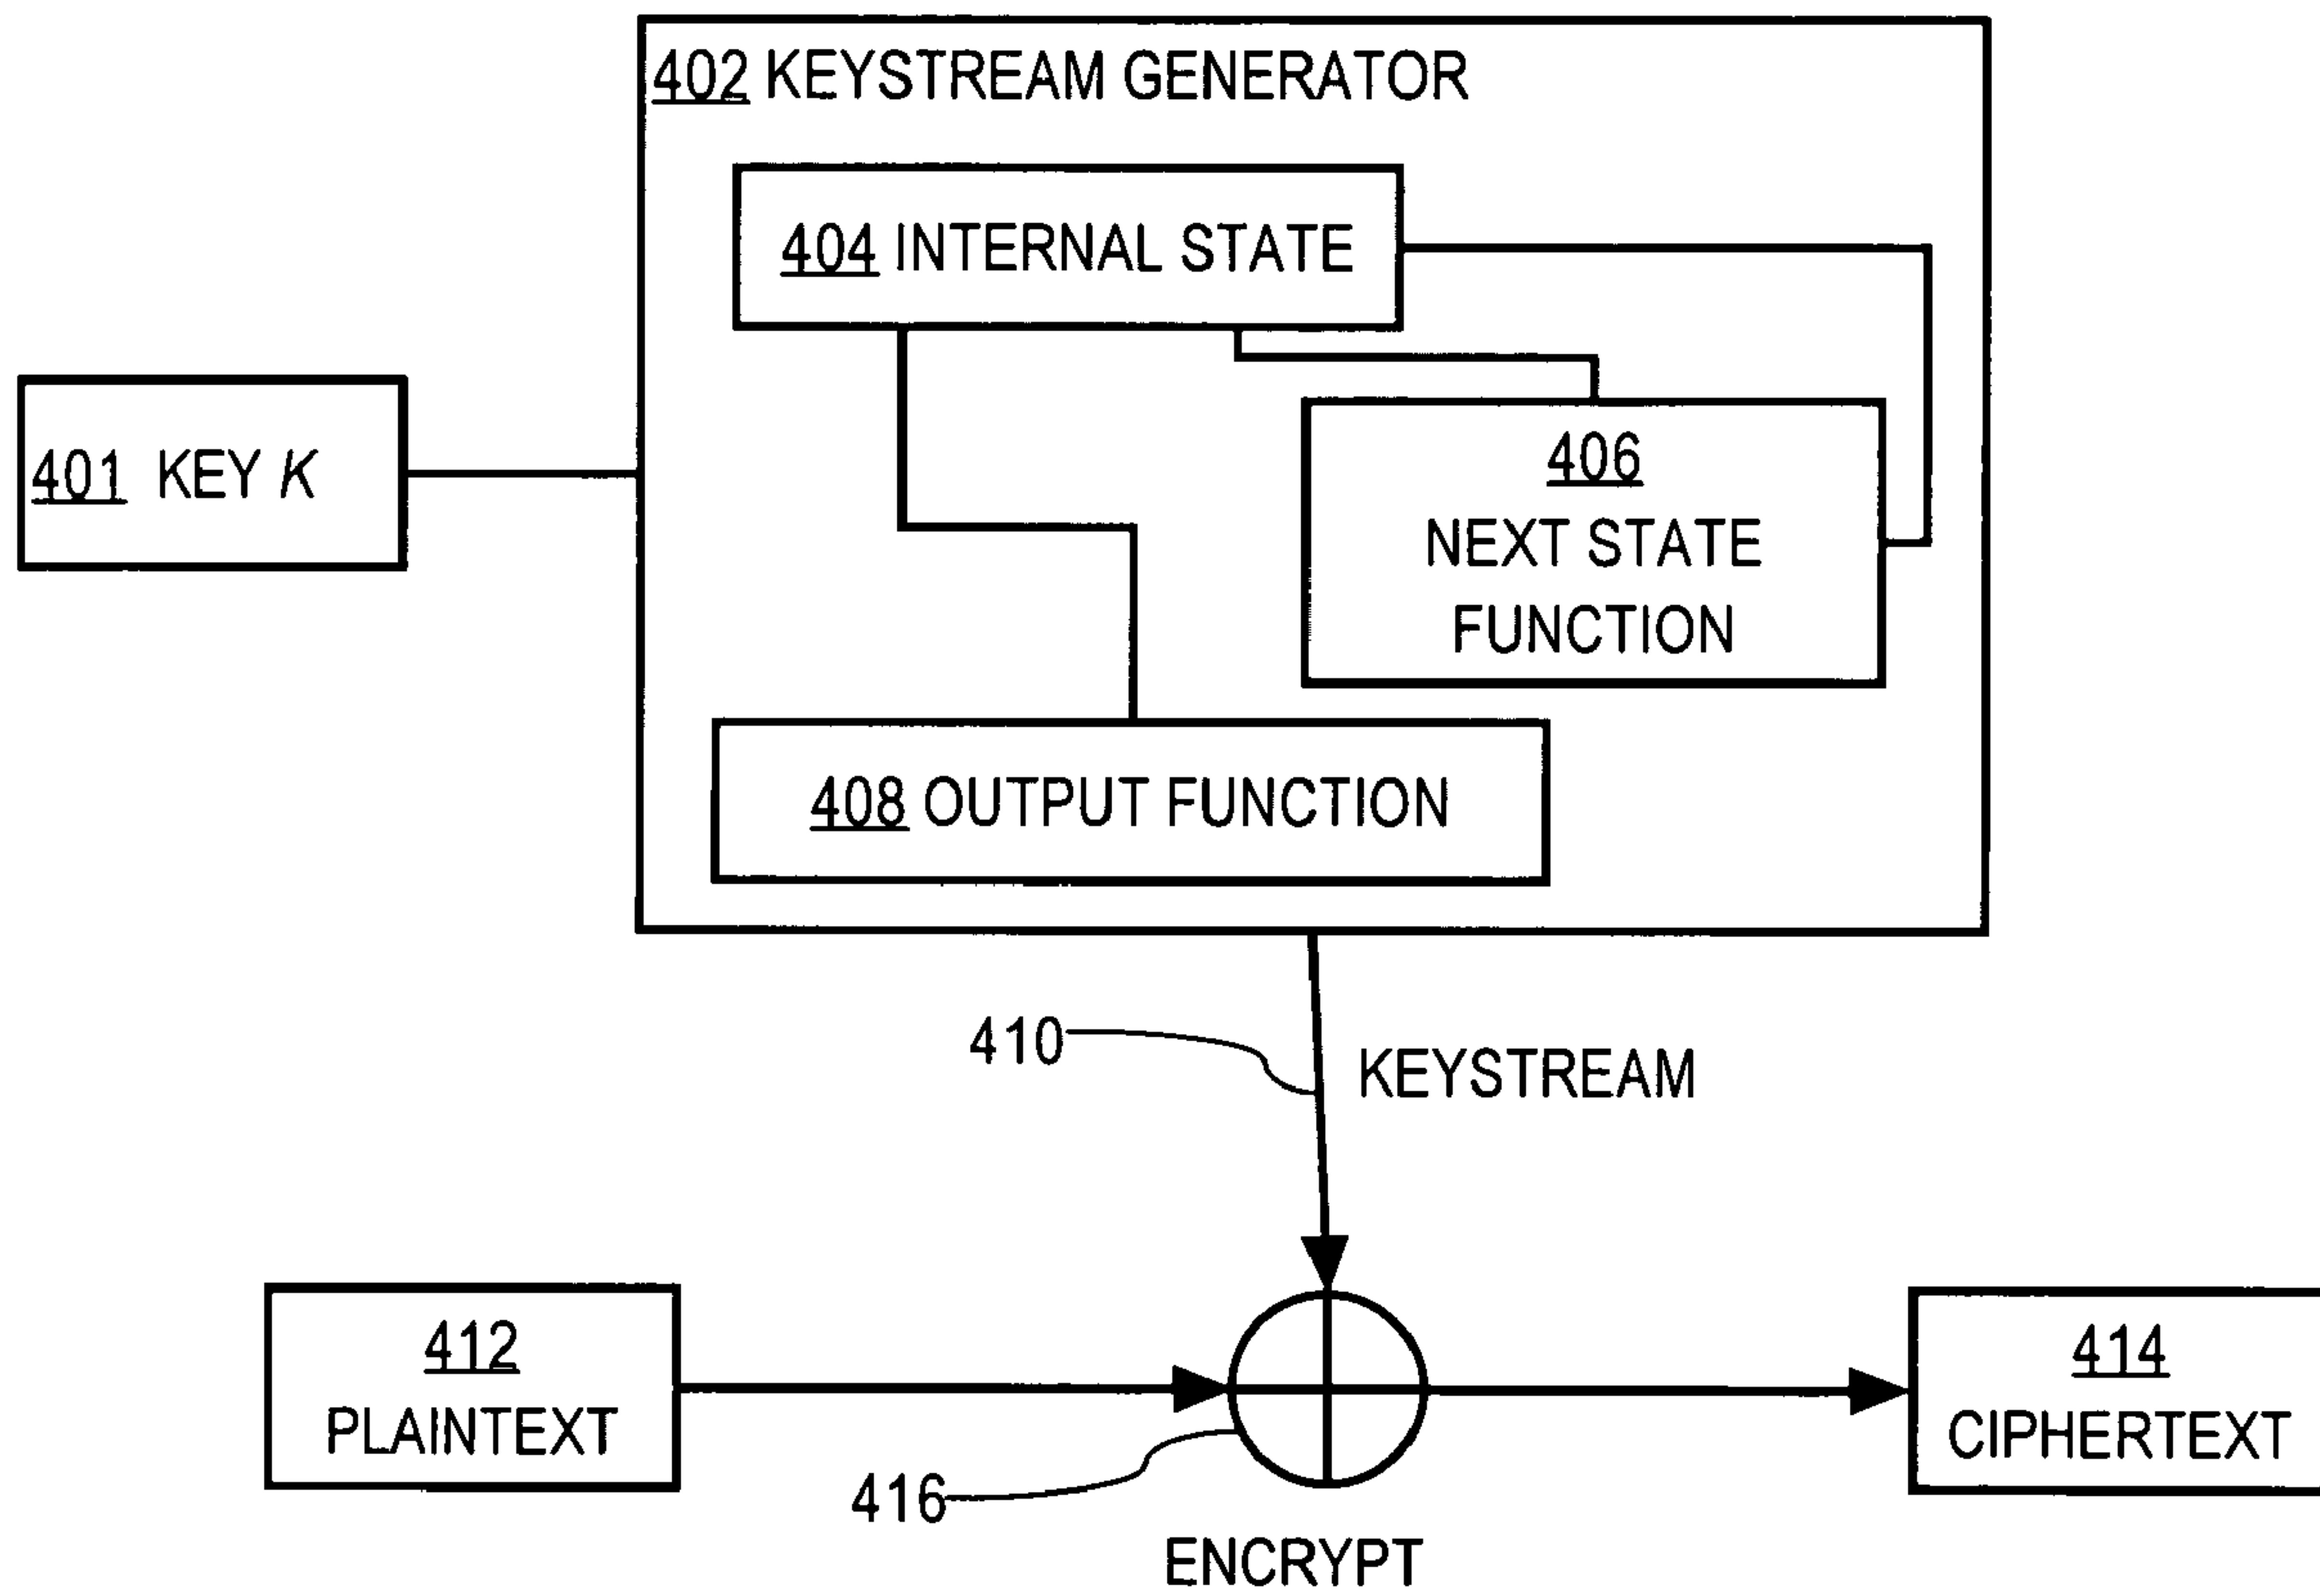 402 KEYSTREAM GENERATOR
404 INTERNAL STATE
401 KEY K
406
NEXT STATE
FUNCTION
408 OUTPUT FUNCTION
410
KEYSTREAM
412
PLAINTEXT
414
CIPHERTEXT
416
ENCRYPT